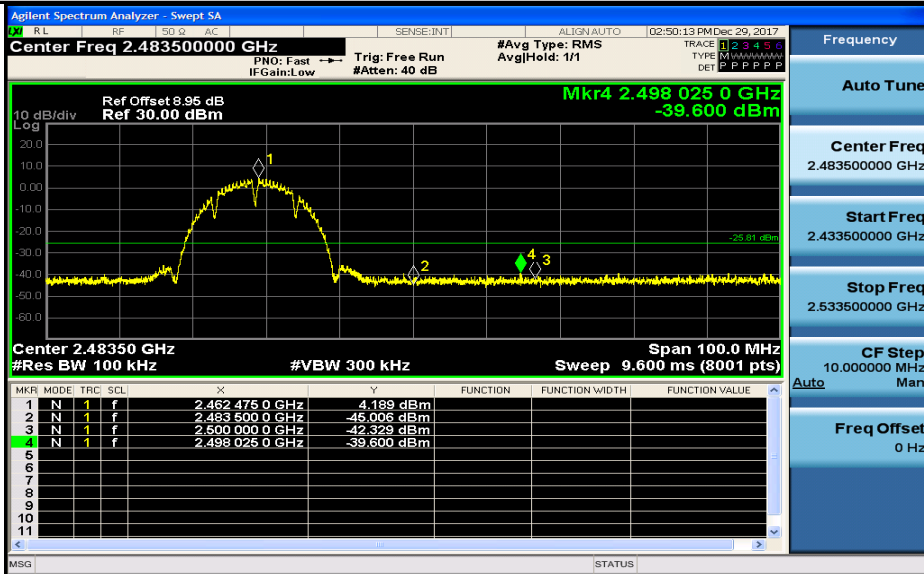 Agilent Spectrum Analyzer - Swept SA
LXI RL RF 50 Ω AC SENSE:INT ALIGN AUTO 02:50:13 PM Dec 29, 2017
Center Freq 2.483500000 GHz #Avg Type: RMS TRACE 1 2 3 4 5 6
PNO: Fast Trig: Free Run Avg|Hold: 1/1 TYPE M W W W W W
IFGain:Low #Atten: 40 dB DET P P P P P P
Mkr4 2.498 025 0 GHz
-39.600 dBm
Ref Offset 8.95 dB
10 dB/div Ref 30.00 dBm
Log
20.0
10.0
0.00
-10.0
-20.0
-30.0
-40.0
-50.0
-60.0
1
2
4
3
-25.81 dBm
Center 2.48350 GHz Span 100.0 MHz
#Res BW 100 kHz #VBW 300 kHz Sweep 9.600 ms (8001 pts)
MKR MODE TRC SCL X Y FUNCTION FUNCTION WIDTH FUNCTION VALUE
1 N 1 f 2.462 475 0 GHz 4.189 dBm
2 N 1 f 2.483 500 0 GHz -45.006 dBm
3 N 1 f 2.500 000 0 GHz -42.329 dBm
4 N 1 f 2.498 025 0 GHz -39.600 dBm
5
6
7
8
9
10
11
MSG STATUS
Frequency
Auto Tune
Center Freq
2.483500000 GHz
Start Freq
2.433500000 GHz
Stop Freq
2.533500000 GHz
CF Step
10.000000 MHz
Auto Man
Freq Offset
0 Hz